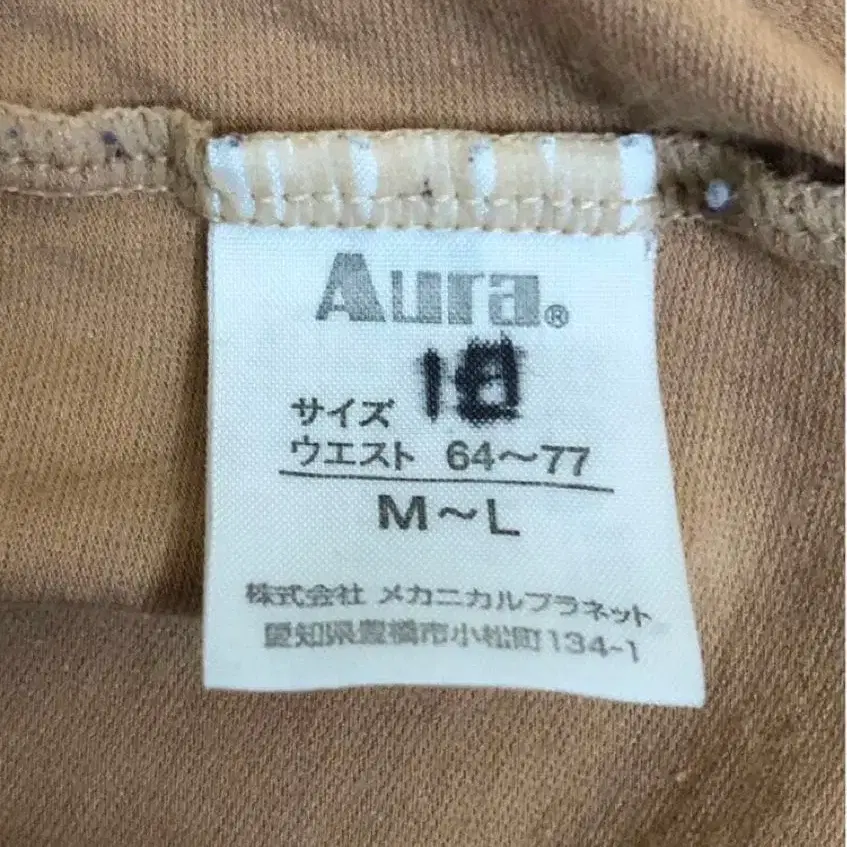 Aura®
サイズ
ウエスト 64〜77
M〜L
株式会社 メカニカルプラネット
愛知県豊橋市小松町134-1